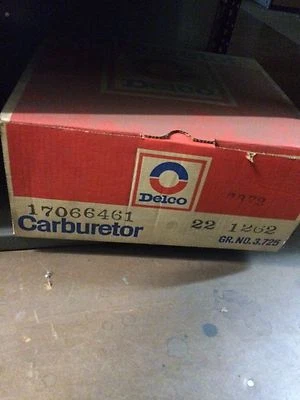 Delco
17066461
22 1262
Carburetor
GR. NO. 3.725